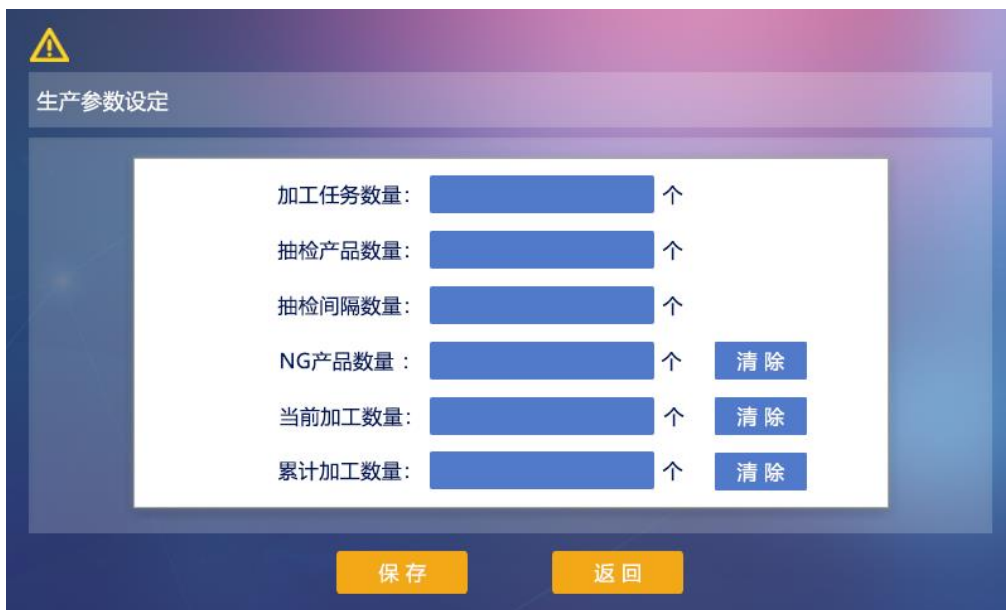 生产参数设定
加工任务数量： 个
抽检产品数量： 个
抽检间隔数量： 个
NG产品数量 ： 个 清 除
当前加工数量： 个 清 除
累计加工数量： 个 清 除
保 存 返 回